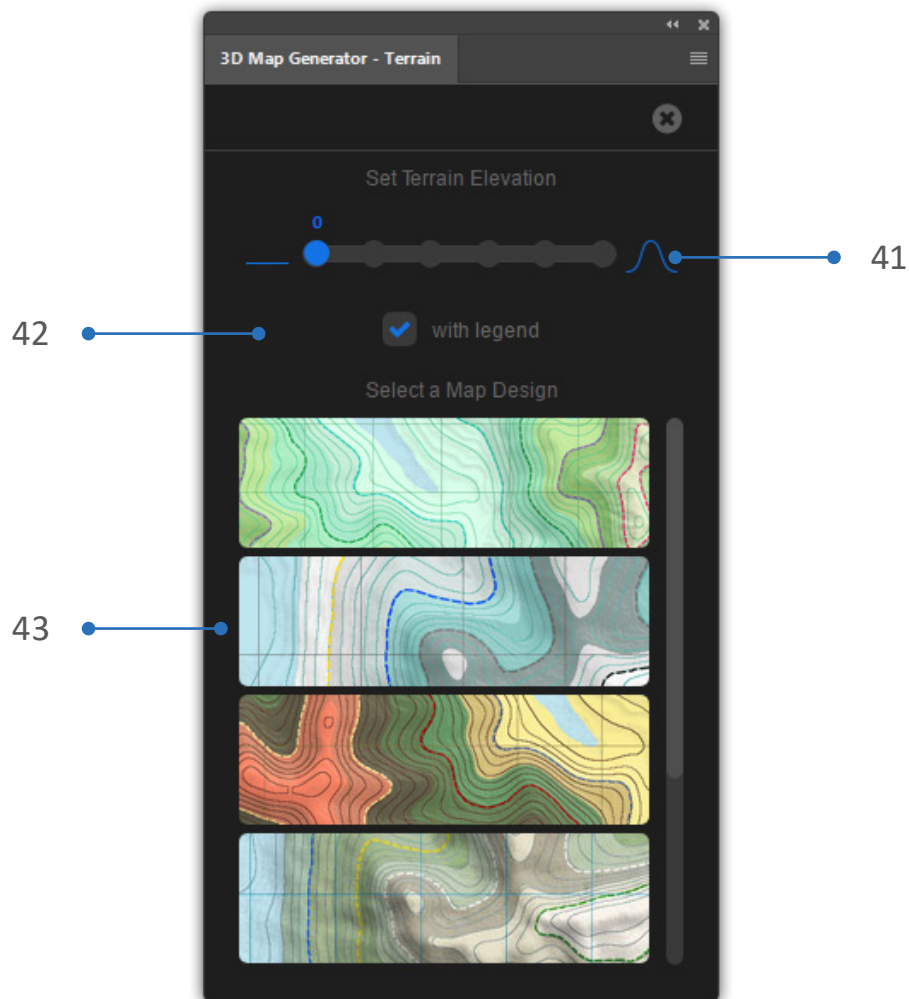 3D Map Generator - Terrain
Set Terrain Elevation
0
41
42
with legend
Select a Map Design
43